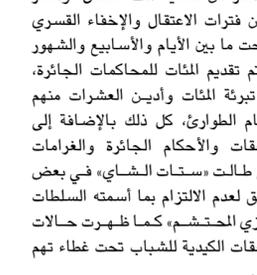 ن فترات الاعتقال والإخفاء القسري
حت ما بين الأيام والأسابيع والشهور
م تقديم المئات للمحاكمات الجائرة،
تبرئة المئات وأدين العشرات منهم
ام الطوارئ، كل ذلك بالإضافة إلى
قات والأحكام الجائرة والغرامات
طالت «ستات الشاي» في بعض
ق لعدم الالتزام بما أسمته السلطات
زي المحتشم» كما ظهرت حالات
قات الكيدية للشباب تحت غطاء تهم